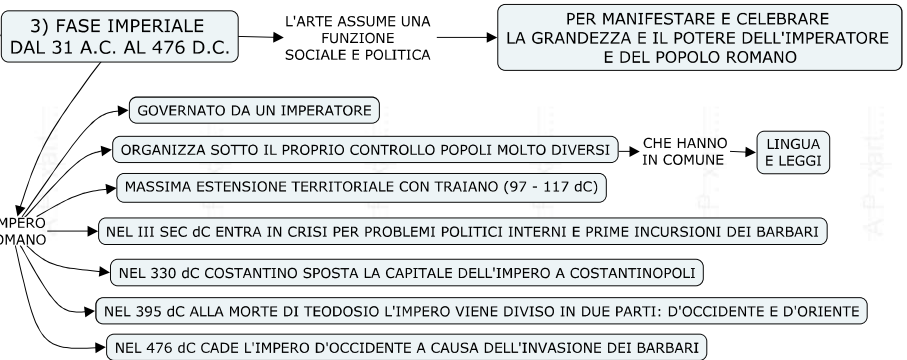 3) FASE IMPERIALE
DAL 31 A.C. AL 476 D.C.
L'ARTE ASSUME UNA
FUNZIONE
SOCIALE E POLITICA
PER MANIFESTARE E CELEBRARE
LA GRANDEZZA E IL POTERE DELL'IMPERATORE
E DEL POPOLO ROMANO
GOVERNATO DA UN IMPERATORE
ORGANIZZA SOTTO IL PROPRIO CONTROLLO POPOLI MOLTO DIVERSI
CHE HANNO
IN COMUNE
LINGUA
E LEGGI
MASSIMA ESTENSIONE TERRITORIALE CON TRAIANO (97 - 117 dC)
MPERO
OMANO
NEL III SEC dC ENTRA IN CRISI PER PROBLEMI POLITICI INTERNI E PRIME INCURSIONI DEI BARBARI
NEL 330 dC COSTANTINO SPOSTA LA CAPITALE DELL'IMPERO A COSTANTINOPOLI
NEL 395 dC ALLA MORTE DI TEODOSIO L'IMPERO VIENE DIVISO IN DUE PARTI: D'OCCIDENTE E D'ORIENTE
NEL 476 dC CADE L'IMPERO D'OCCIDENTE A CAUSA DELL'INVASIONE DEI BARBARI